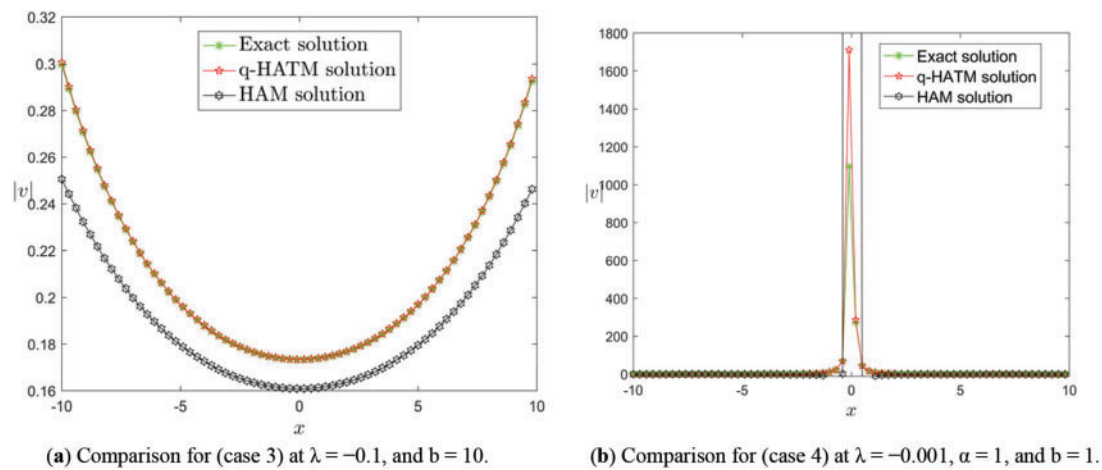 0.32
0.3
0.28
0.26
0.24
0.22
0.2
0.18
0.16
|v|
-10
-5
0
5
10
x
Exact solution
q-HATM solution
HAM solution
(a) Comparison for (case 3) at λ = −0.1, and b = 10.
1800
1600
1400
1200
1000
800
600
400
200
0
|v|
-10
-5
0
5
10
x
Exact solution
q-HATM solution
HAM solution
(b) Comparison for (case 4) at λ = −0.001, α = 1, and b = 1.